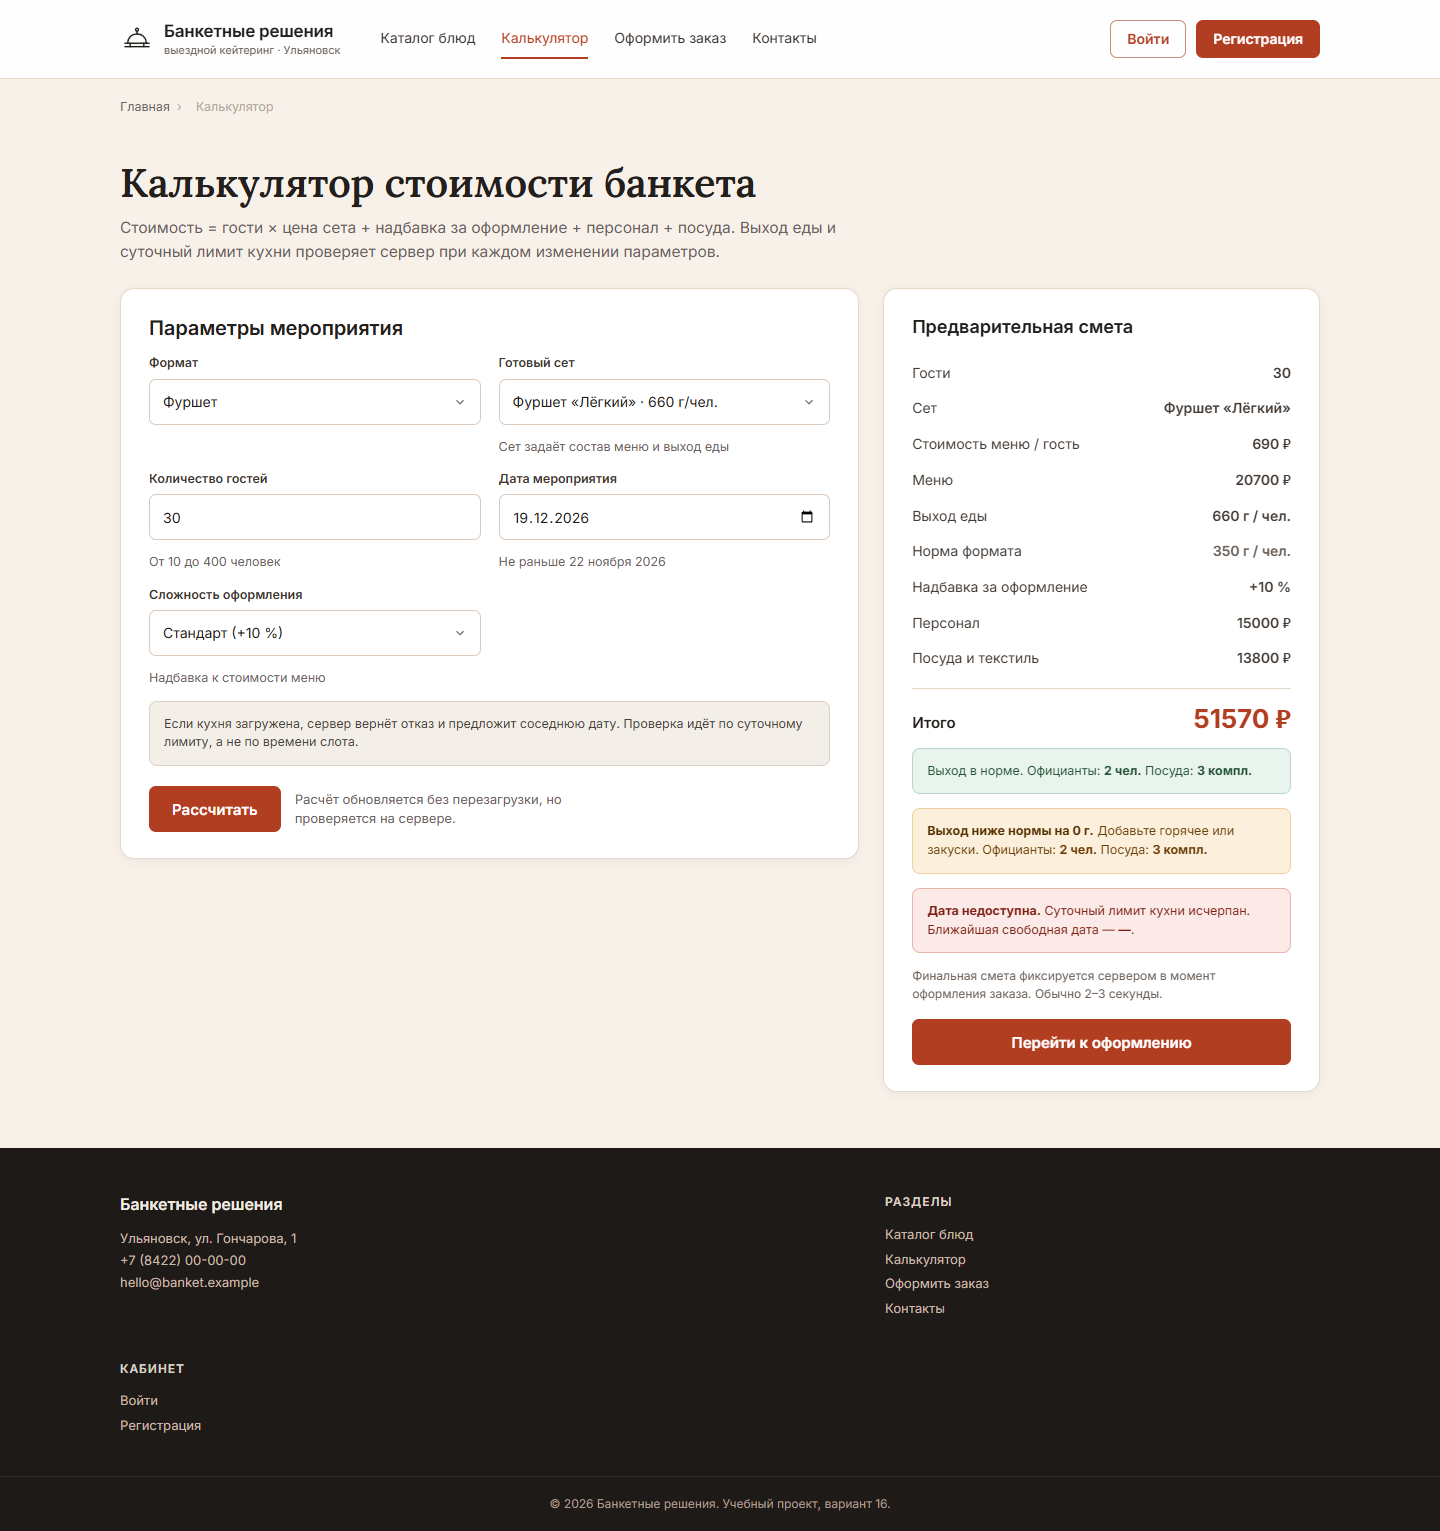 Банкетные решения
выездной кейтеринг · Ульяновск
Каталог блюд
Калькулятор
Оформить заказ
Контакты
Войти
Регистрация
Главная › Калькулятор
Калькулятор стоимости банкета
Стоимость = гости × цена сета + надбавка за оформление + персонал + посуда. Выход еды и
суточный лимит кухни проверяет сервер при каждом изменении параметров.
Параметры мероприятия
Формат
Фуршет
Готовый сет
Фуршет «Лёгкий» · 660 г/чел.
Сет задаёт состав меню и выход еды
Количество гостей
30
От 10 до 400 человек
Дата мероприятия
19.12.2026
Не раньше 22 ноября 2026
Сложность оформления
Стандарт (+10 %)
Надбавка к стоимости меню
Если кухня загружена, сервер вернёт отказ и предложит соседнюю дату. Проверка идёт по суточному
лимиту, а не по времени слота.
Рассчитать
Расчёт обновляется без перезагрузки, но
проверяется на сервере.
Предварительная смета
Гости 30
Сет Фуршет «Лёгкий»
Стоимость меню / гость 690 ₽
Меню 20700 ₽
Выход еды 660 г / чел.
Норма формата 350 г / чел.
Надбавка за оформление +10 %
Персонал 15000 ₽
Посуда и текстиль 13800 ₽
Итого 51570 ₽
Выход в норме. Официанты: 2 чел. Посуда: 3 компл.
Выход ниже нормы на 0 г. Добавьте горячее или
закуски. Официанты: 2 чел. Посуда: 3 компл.
Дата недоступна. Суточный лимит кухни исчерпан.
Ближайшая свободная дата — —.
Финальная смета фиксируется сервером в момент
оформления заказа. Обычно 2–3 секунды.
Перейти к оформлению
Банкетные решения
Ульяновск, ул. Гончарова, 1
+7 (8422) 00-00-00
hello@banket.example
РАЗДЕЛЫ
Каталог блюд
Калькулятор
Оформить заказ
Контакты
КАБИНЕТ
Войти
Регистрация
© 2026 Банкетные решения. Учебный проект, вариант 16.